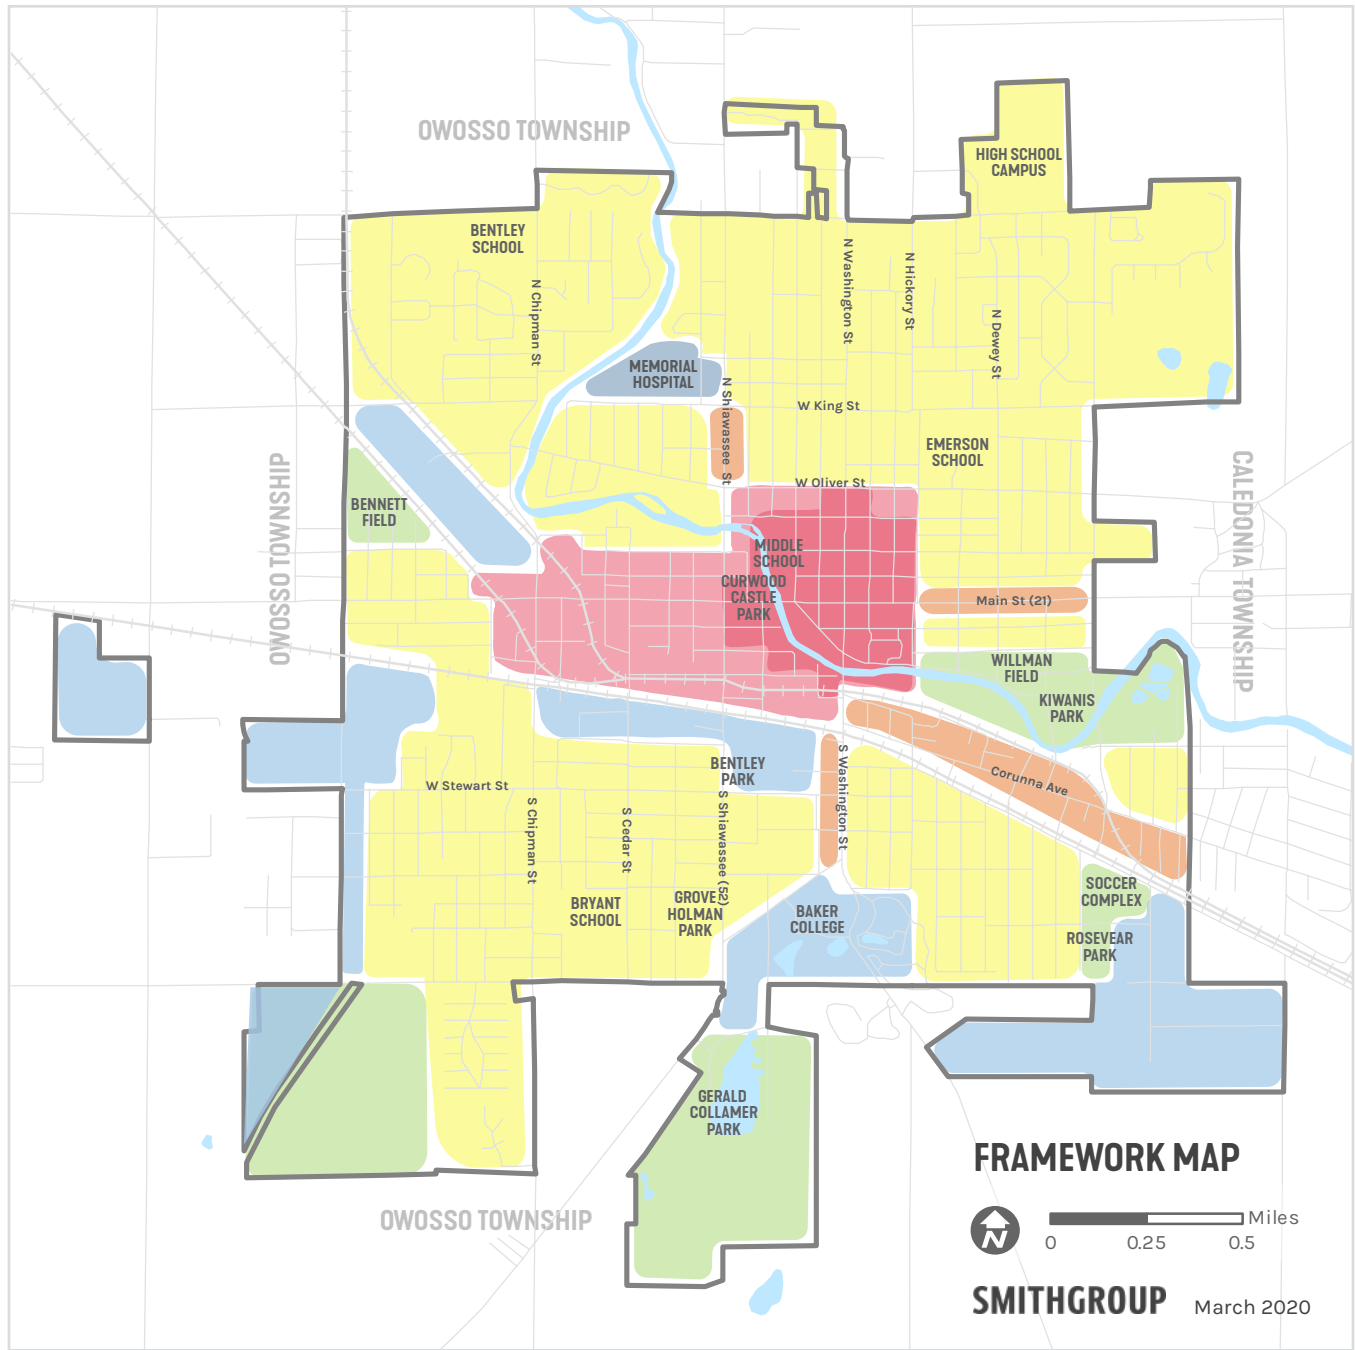 OWOSSO TOWNSHIP
HIGH SCHOOL
CAMPUS
BENTLEY
SCHOOL
N Chipman St
N Washington St
N Hickory St
N Dewey St
MEMORIAL
HOSPITAL
N Shiawassee St
W King St
EMERSON
SCHOOL
W Oliver St
BENNETT
FIELD
OWOSSO TOWNSHIP
CALEDONIA TOWNSHIP
MIDDLE
SCHOOL
CURWOOD
CASTLE
PARK
Main St (21)
WILLMAN
FIELD
KIWANIS
PARK
BENTLEY
PARK
S Washington St
Corunna Ave
W Stewart St
S Chipman St
S Cedar St
S Shiawassee (52)
BRYANT
SCHOOL
GROVE
HOLMAN
PARK
BAKER
COLLEGE
SOCCER
COMPLEX
ROSEVEAR
PARK
GERALD
COLLAMER
PARK
OWOSSO TOWNSHIP
FRAMEWORK MAP
N
Miles
0 0.25 0.5
SMITHGROUP March 2020